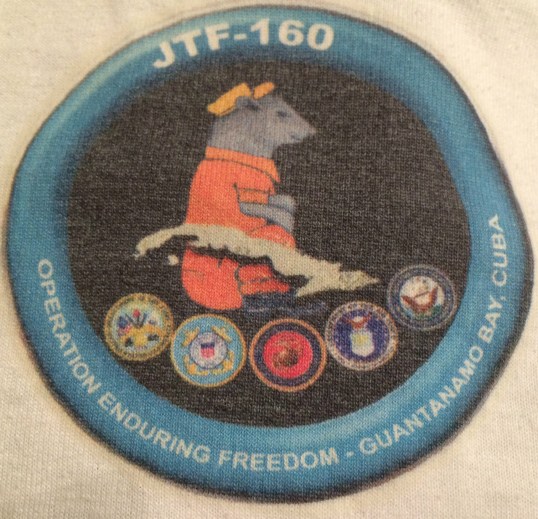 JTF-160
OPERATION ENDURING FREEDOM - GUANTANAMO BAY, CUBA